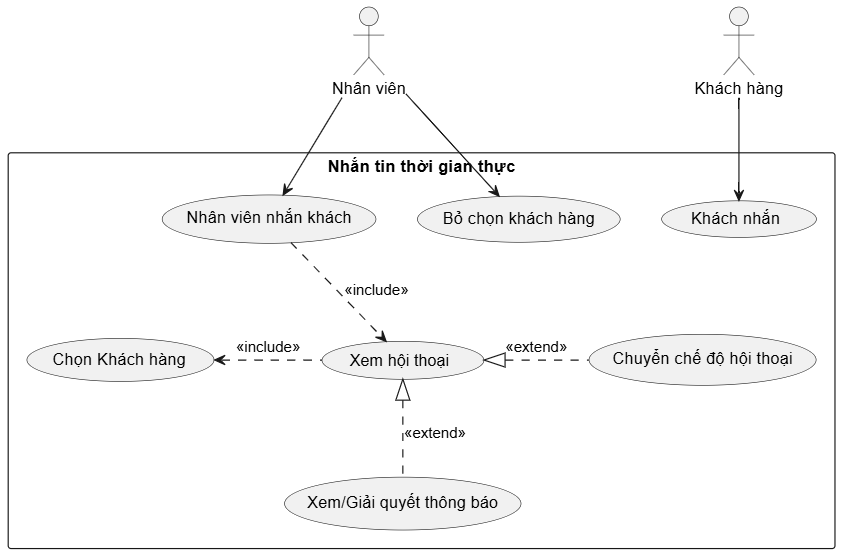 Nhân viên
Khách hàng
Nhắn tin thời gian thực
Nhân viên nhắn khách
Bỏ chọn khách hàng
Khách nhắn
«include»
Chọn Khách hàng
«include»
Xem hội thoại
«extend»
Chuyển chế độ hội thoại
«extend»
Xem/Giải quyết thông báo